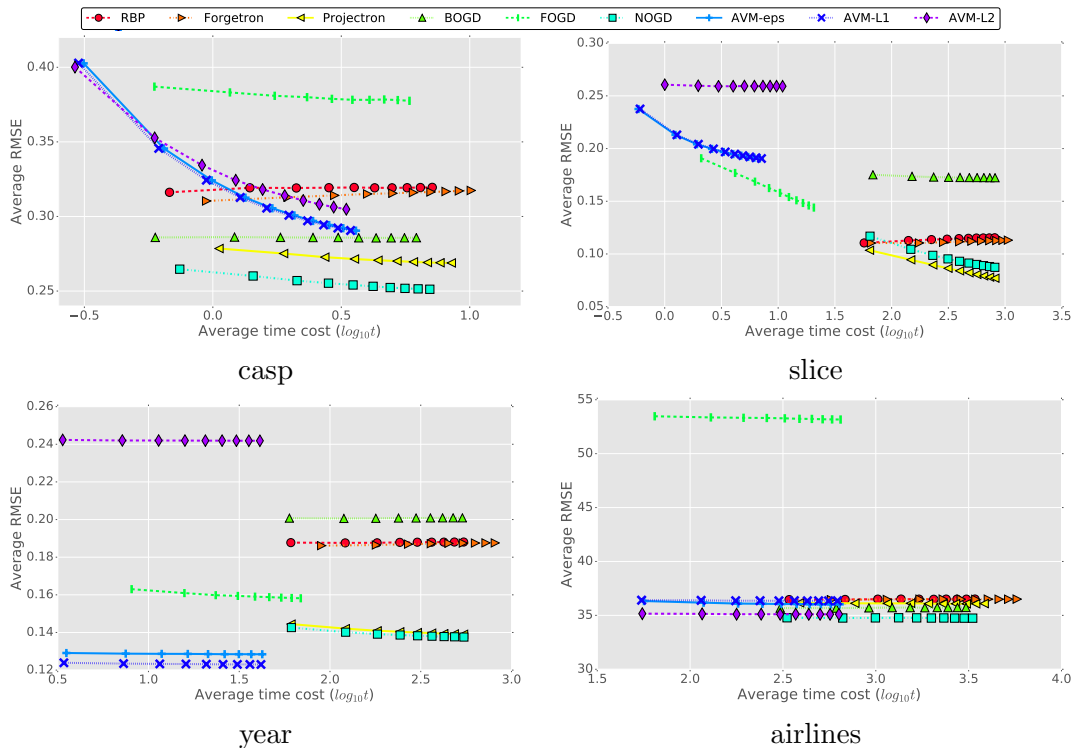 RBP Forgetron Projectron BOGD FOGD NOGD AVM-eps AVM-L1 AVM-L2
Average RMSE
0.40
0.35
0.30
0.25
−0.5 0.0 0.5 1.0
Average time cost (log10t)
casp
Average RMSE
0.30
0.25
0.20
0.15
0.10
0.05
−0.5 0.0 0.5 1.0 1.5 2.0 2.5 3.0 3.5
Average time cost (log10t)
slice
Average RMSE
0.26
0.24
0.22
0.20
0.18
0.16
0.14
0.12
0.5 1.0 1.5 2.0 2.5 3.0
Average time cost (log10t)
year
Average RMSE
55
50
45
40
35
30
1.5 2.0 2.5 3.0 3.5 4.0
Average time cost (log10t)
airlines